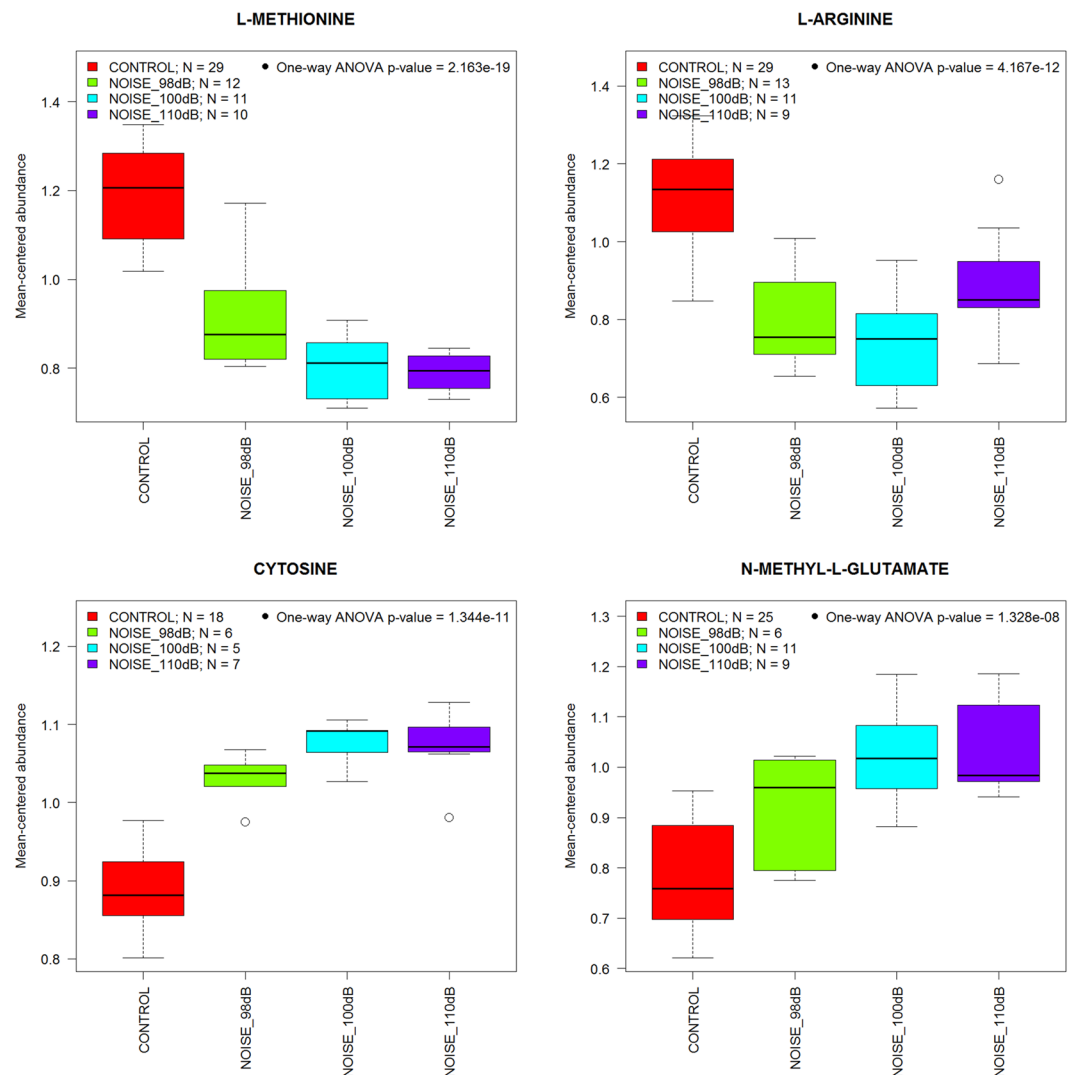 L-METHIONINE
CONTROL; N = 29
NOISE_98dB; N = 12
NOISE_100dB; N = 11
NOISE_110dB; N = 10
One-way ANOVA p-value = 2.163e-19
Mean-centered abundance
1.4
1.2
1.0
0.8
CONTROL
NOISE_98dB
NOISE_100dB
NOISE_110dB
L-ARGININE
CONTROL; N = 29
NOISE_98dB; N = 13
NOISE_100dB; N = 11
NOISE_110dB; N = 9
One-way ANOVA p-value = 4.167e-12
Mean-centered abundance
1.4
1.2
1.0
0.8
0.6
CONTROL
NOISE_98dB
NOISE_100dB
NOISE_110dB
CYTOSINE
CONTROL; N = 18
NOISE_98dB; N = 6
NOISE_100dB; N = 5
NOISE_110dB; N = 7
One-way ANOVA p-value = 1.344e-11
Mean-centered abundance
1.2
1.1
1.0
0.9
0.8
CONTROL
NOISE_98dB
NOISE_100dB
NOISE_110dB
N-METHYL-L-GLUTAMATE
CONTROL; N = 25
NOISE_98dB; N = 6
NOISE_100dB; N = 11
NOISE_110dB; N = 9
One-way ANOVA p-value = 1.328e-08
Mean-centered abundance
1.3
1.2
1.1
1.0
0.9
0.8
0.7
0.6
CONTROL
NOISE_98dB
NOISE_100dB
NOISE_110dB